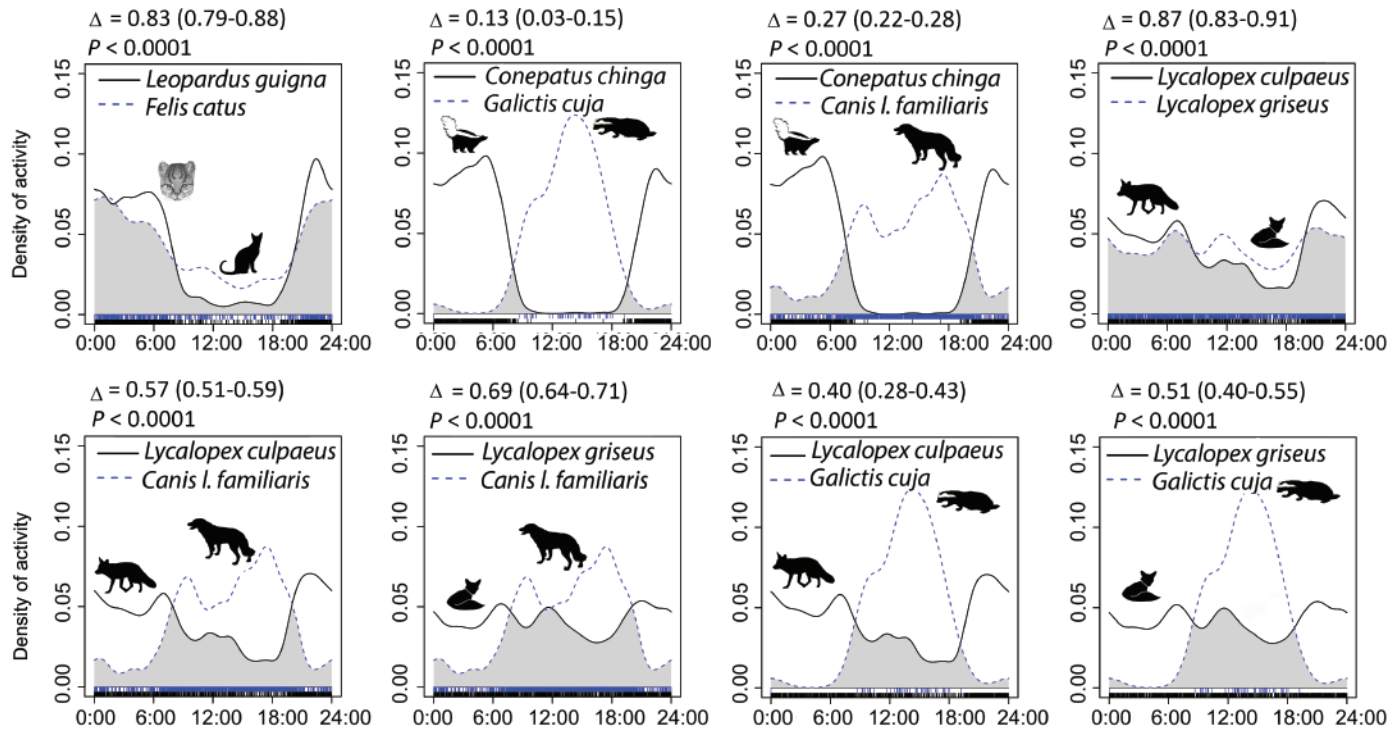 Δ = 0.83 (0.79-0.88)
P < 0.0001
Leopardus guigna
Felis catus
Density of activity
0.15
0.10
0.05
0.00
0:00 6:00 12:00 18:00 24:00
Δ = 0.13 (0.03-0.15)
P < 0.0001
Conepatus chinga
Galictis cuja
0.15
0.10
0.05
0.00
0:00 6:00 12:00 18:00 24:00
Δ = 0.27 (0.22-0.28)
P < 0.0001
Conepatus chinga
Canis l. familiaris
0.15
0.10
0.05
0.00
0:00 6:00 12:00 18:00 24:00
Δ = 0.87 (0.83-0.91)
P < 0.0001
Lycalopex culpaeus
Lycalopex griseus
0.15
0.10
0.05
0.00
0:00 6:00 12:00 18:00 24:00
Δ = 0.57 (0.51-0.59)
P < 0.0001
Lycalopex culpaeus
Canis l. familiaris
Density of activity
0.15
0.10
0.05
0.00
0:00 6:00 12:00 18:00 24:00
Δ = 0.69 (0.64-0.71)
P < 0.0001
Lycalopex griseus
Canis l. familiaris
0.15
0.10
0.05
0.00
0:00 6:00 12:00 18:00 24:00
Δ = 0.40 (0.28-0.43)
P < 0.0001
Lycalopex culpaeus
Galictis cuja
0.15
0.10
0.05
0.00
0:00 6:00 12:00 18:00 24:00
Δ = 0.51 (0.40-0.55)
P < 0.0001
Lycalopex griseus
Galictis cuja
0.15
0.10
0.05
0.00
0:00 6:00 12:00 18:00 24:00